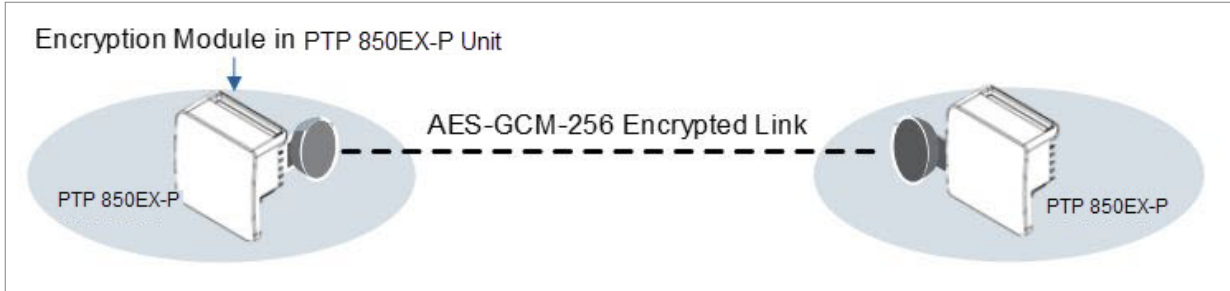 Encryption Module in PTP 850EX-P Unit
AES-GCM-256 Encrypted Link
PTP 850EX-P
PTP 850EX-P